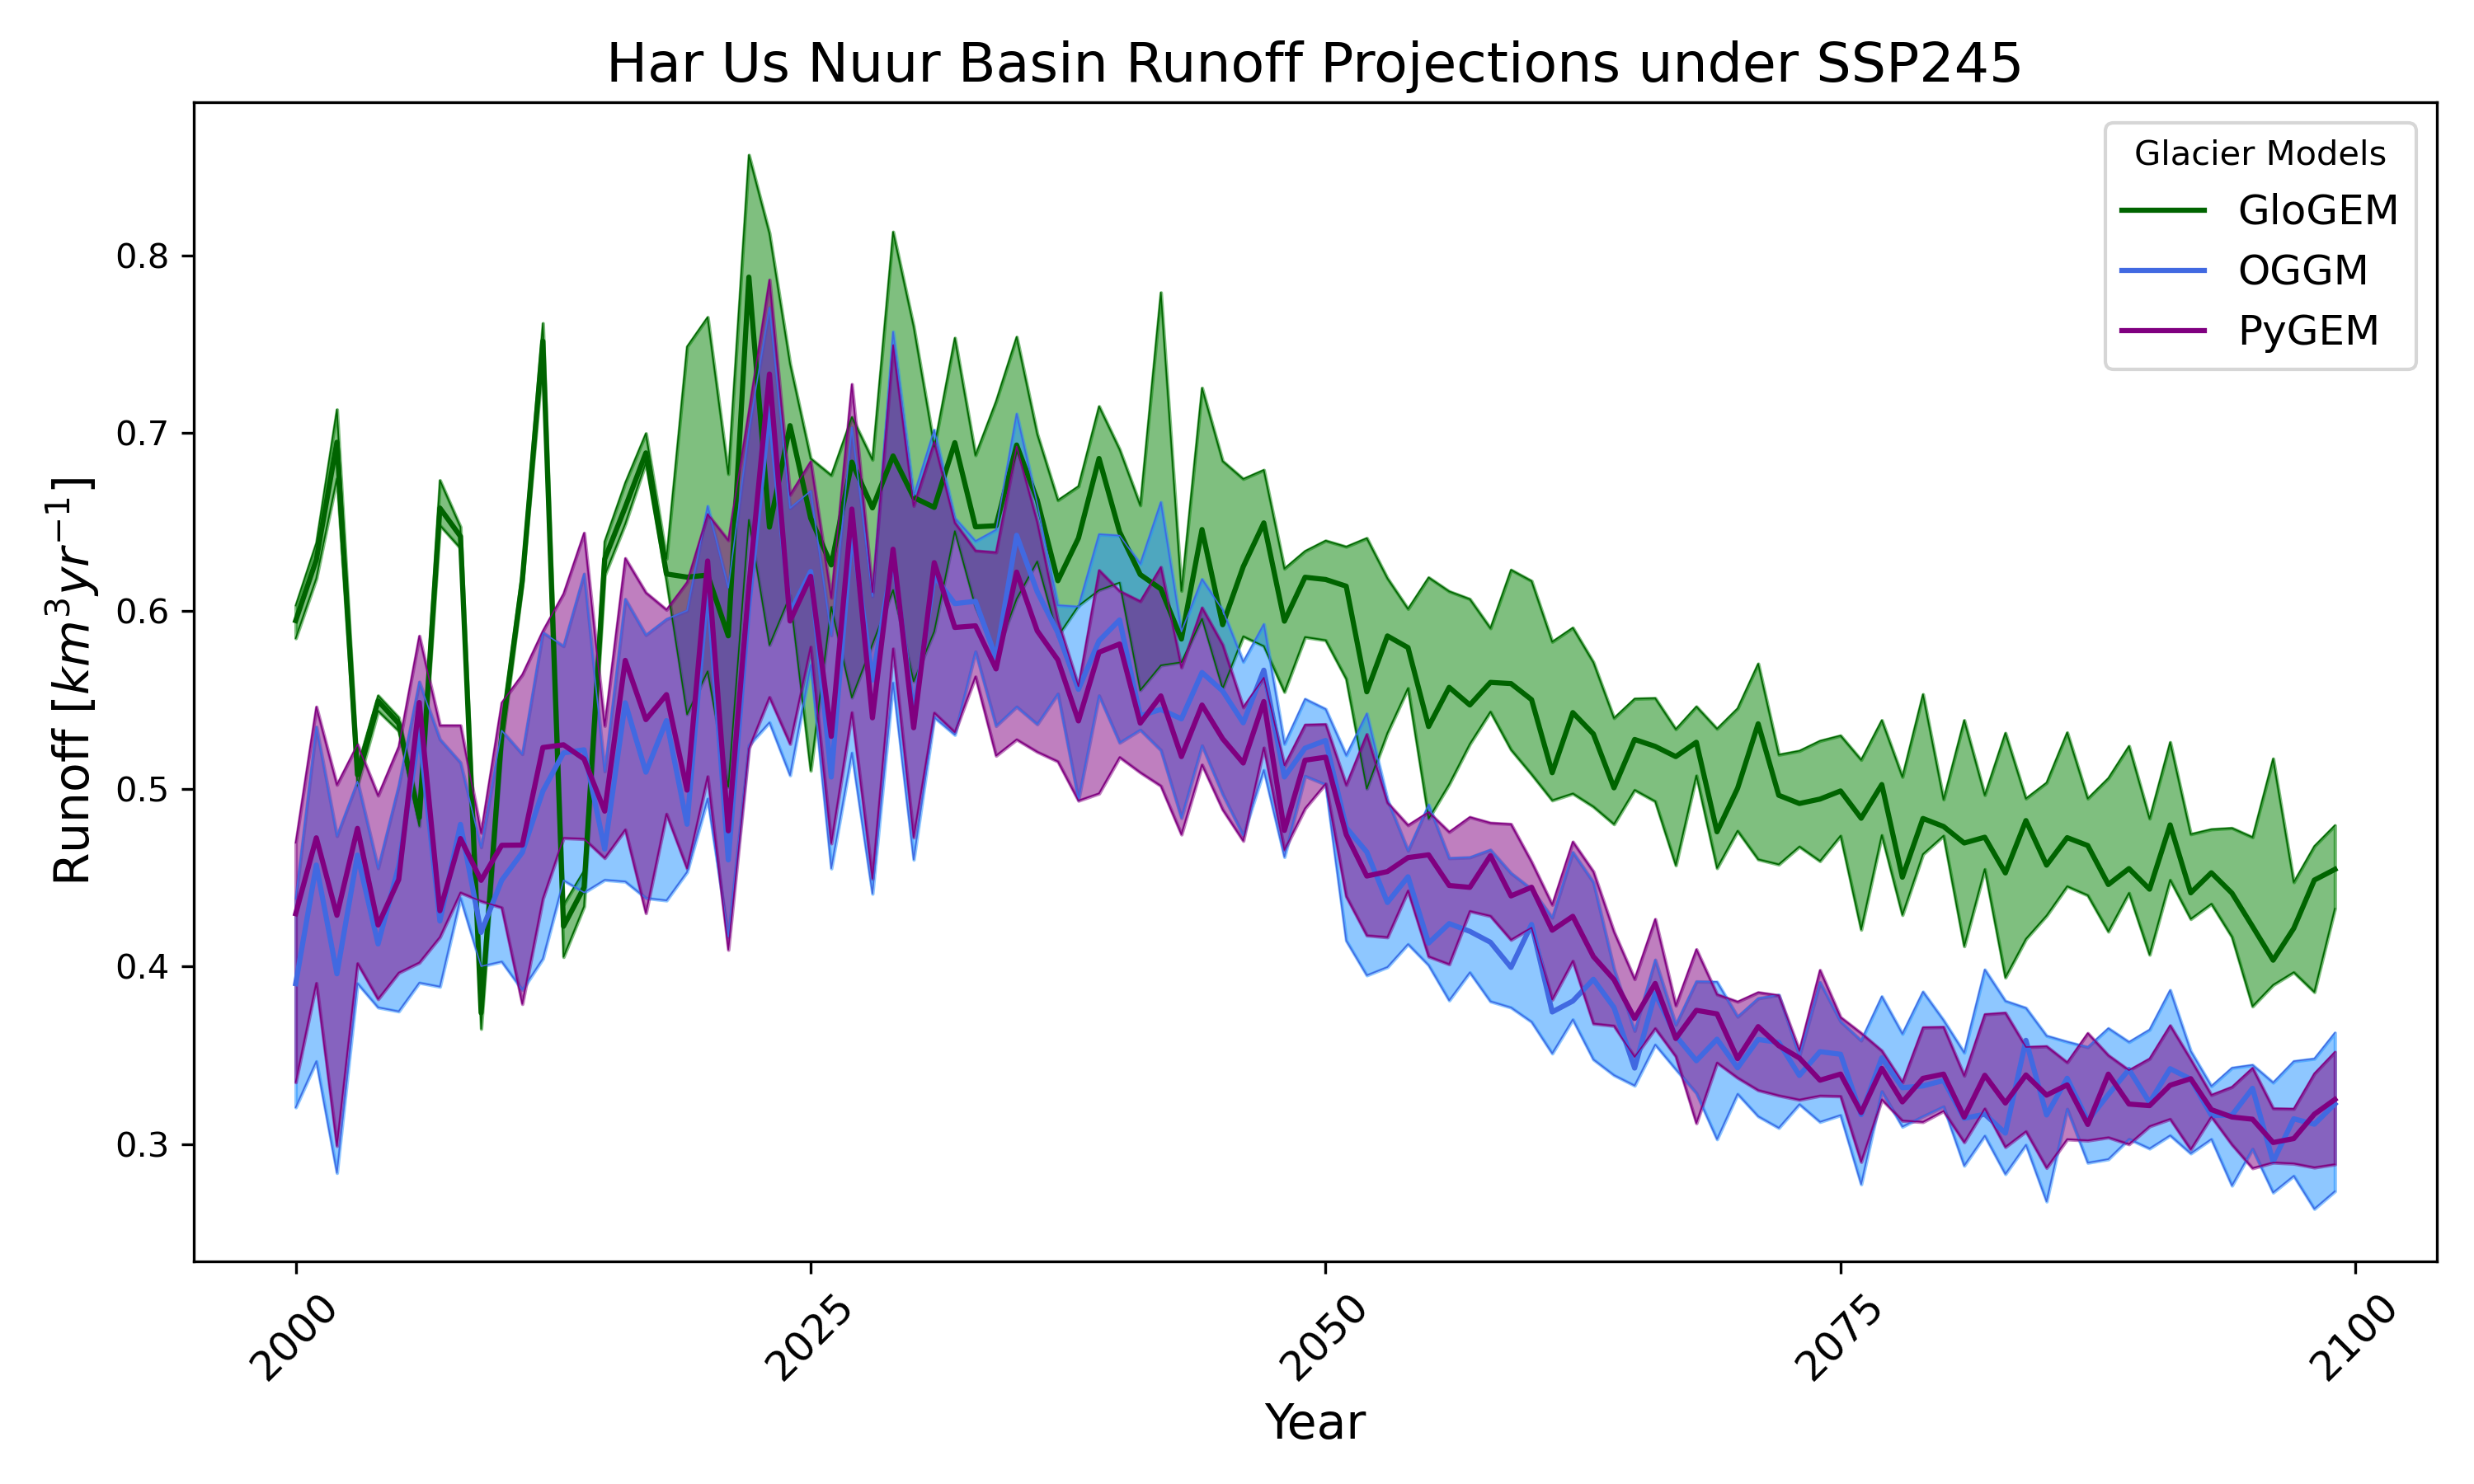 Har Us Nuur Basin Runoff Projections under SSP245
Glacier Models
GloGEM
OGGM
PyGEM
Runoff [km³yr⁻¹]
0.8
0.7
0.6
0.5
0.4
0.3
2000
2025
2050
2075
2100
Year